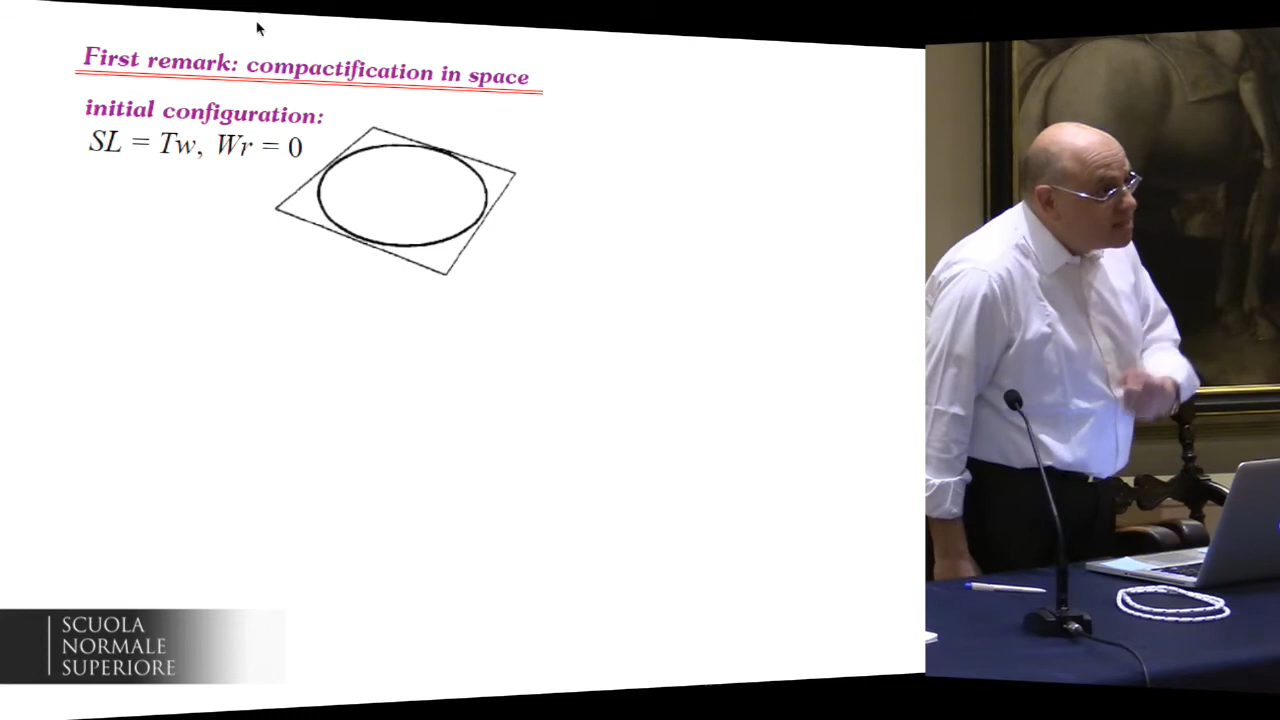 First remark: compactification in space
initial configuration:
SL = Tw, Wr = 0
SCUOLA
NORMALE
SUPERIORE